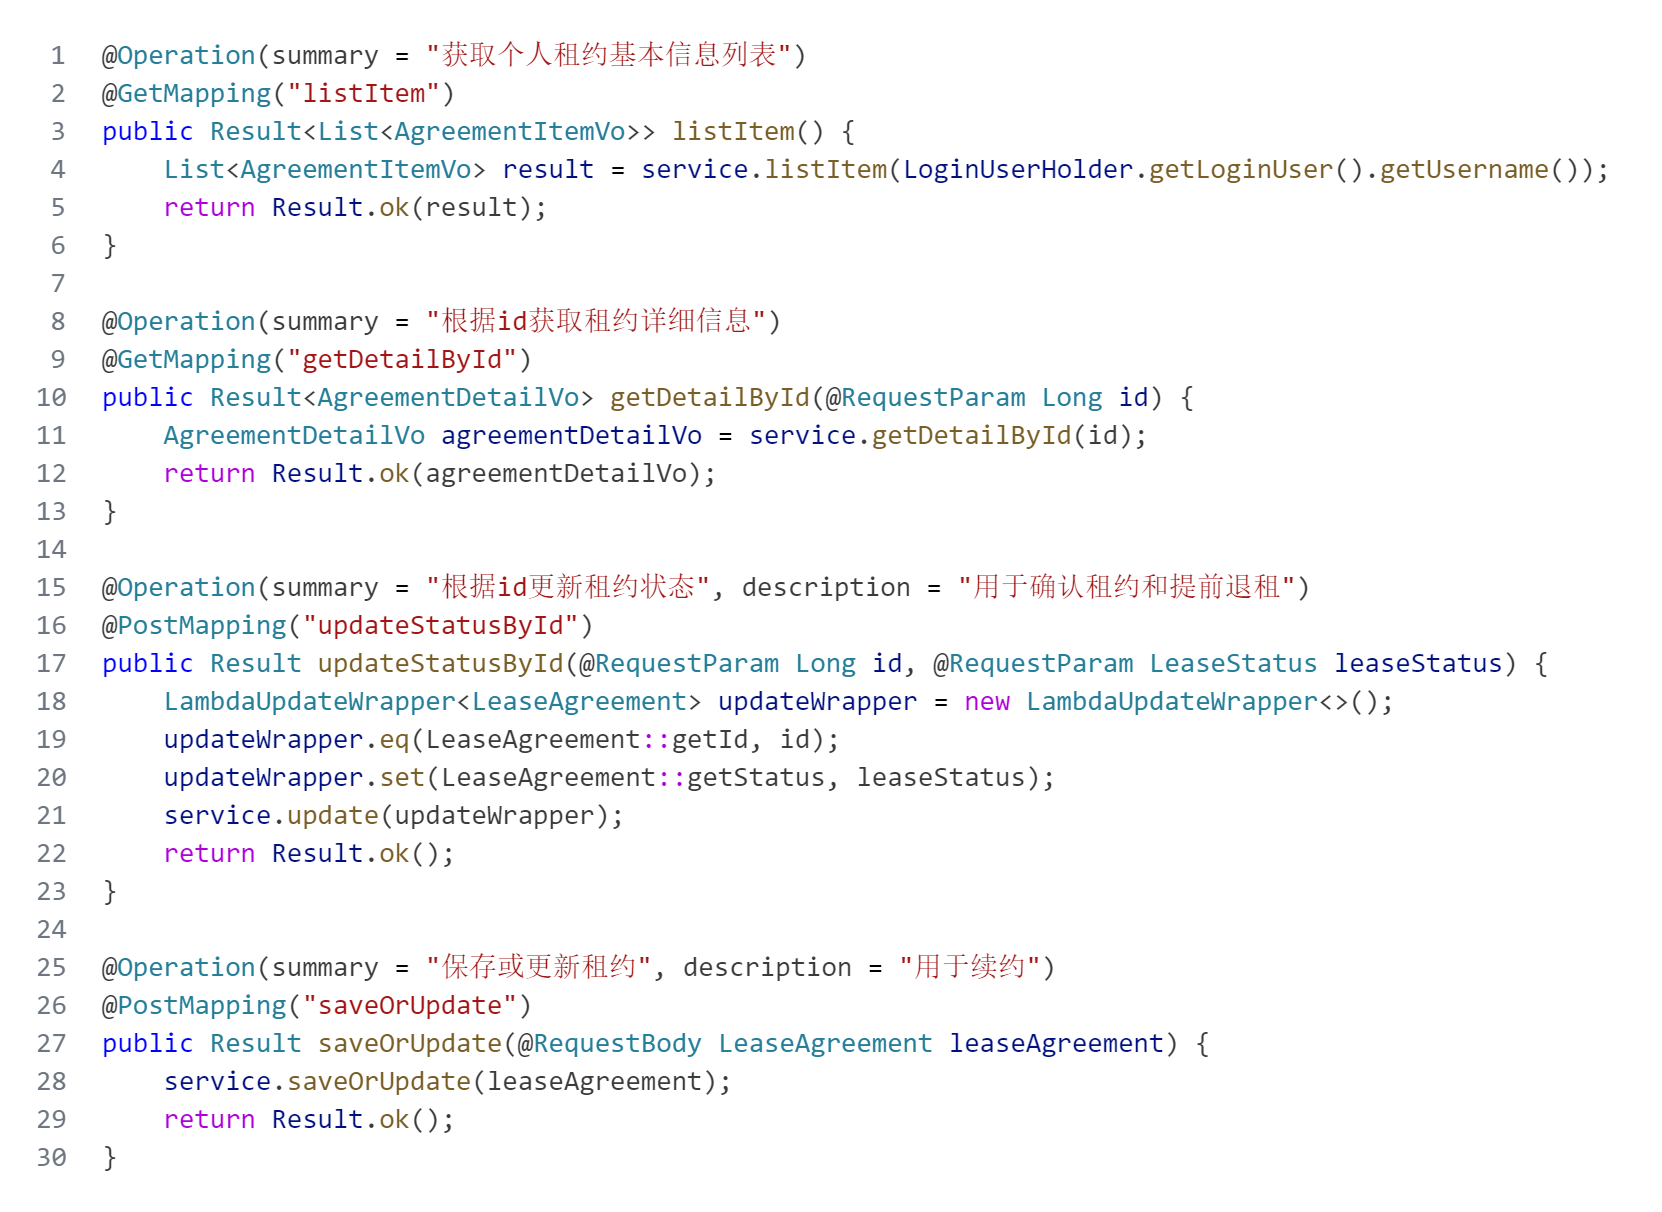 1 @Operation(summary = "获取个人租约基本信息列表")
2 @GetMapping("listItem")
3 public Result<List<AgreementItemVo>> listItem() {
4     List<AgreementItemVo> result = service.listItem(LoginUserHolder.getLoginUser().getUsername());
5     return Result.ok(result);
6 }
7
8 @Operation(summary = "根据id获取租约详细信息")
9 @GetMapping("getDetailById")
10 public Result<AgreementDetailVo> getDetailById(@RequestParam Long id) {
11     AgreementDetailVo agreementDetailVo = service.getDetailById(id);
12     return Result.ok(agreementDetailVo);
13 }
14
15 @Operation(summary = "根据id更新租约状态", description = "用于确认租约和提前退租")
16 @PostMapping("updateStatusById")
17 public Result updateStatusById(@RequestParam Long id, @RequestParam LeaseStatus leaseStatus) {
18     LambdaUpdateWrapper<LeaseAgreement> updateWrapper = new LambdaUpdateWrapper<>();
19     updateWrapper.eq(LeaseAgreement::getId, id);
20     updateWrapper.set(LeaseAgreement::getStatus, leaseStatus);
21     service.update(updateWrapper);
22     return Result.ok();
23 }
24
25 @Operation(summary = "保存或更新租约", description = "用于续约")
26 @PostMapping("saveOrUpdate")
27 public Result saveOrUpdate(@RequestBody LeaseAgreement leaseAgreement) {
28     service.saveOrUpdate(leaseAgreement);
29     return Result.ok();
30 }